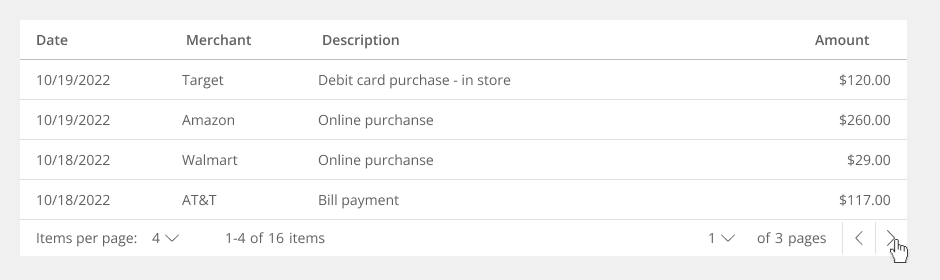 Date Merchant Description Amount
10/19/2022 Target Debit card purchase - in store $120.00
10/19/2022 Amazon Online purchanse $260.00
10/18/2022 Walmart Online purchanse $29.00
10/18/2022 AT&T Bill payment $117.00
Items per page: 4 1-4 of 16 items 1 of 3 pages